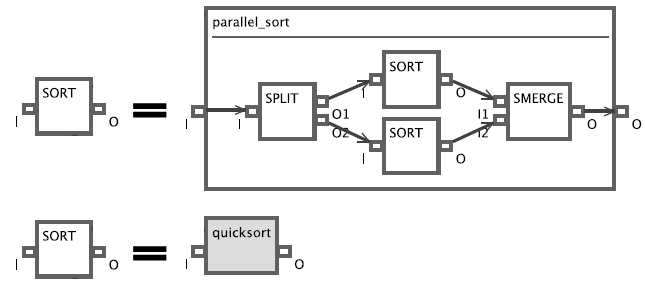 parallel_sort
SORT
I
O
I
I
SPLIT
O1
O2
I
SORT
O
I
SORT
O
I1
I2
SMERGE
O
O
SORT
I
O
quicksort
I
O